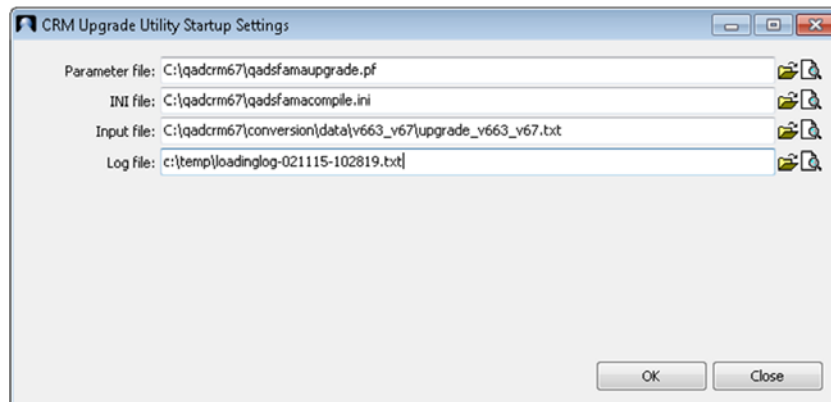 CRM Upgrade Utility Startup Settings
Parameter file: C:\qadcrm67\qadsfamaupgrade.pf
INI file: C:\qadcrm67\qadsfamacompile.ini
Input file: C:\qadcrm67\conversion\data\v663_v67\upgrade_v663_v67.txt
Log file: c:\temp\loadinglog-021115-102819.txt
OK Close